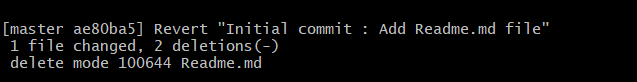 [master ae80ba5] Revert "Initial commit : Add Readme.md file"
 1 file changed, 2 deletions(-)
 delete mode 100644 Readme.md